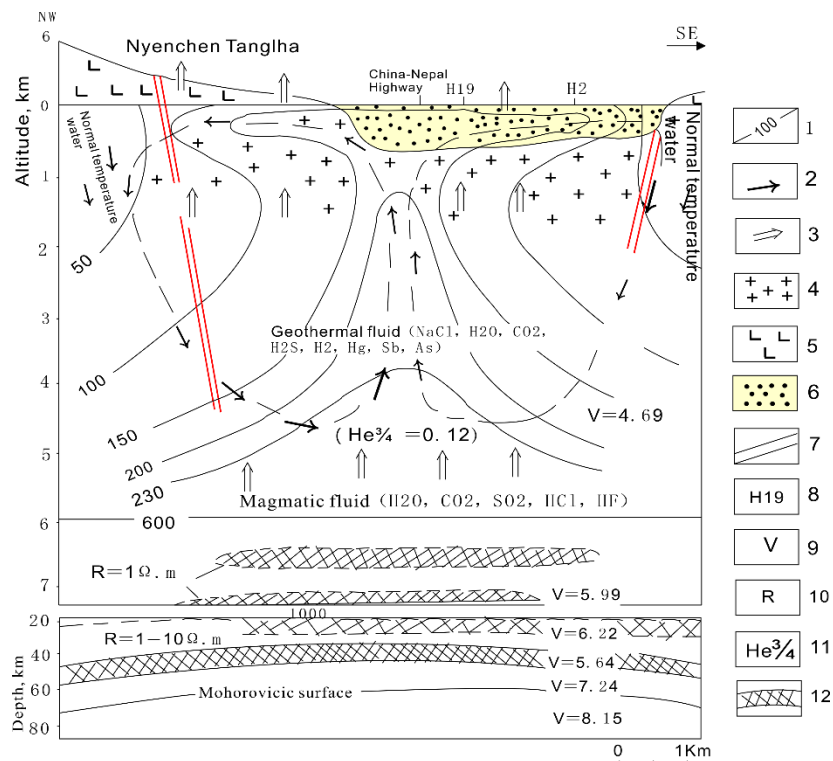 NW
SE
6
Nyenchen Tanglha
China-Nepal
Highway
H19
H2
Altitude, km
0
1
2
3
4
5
6
7
Normal temperature
water
Normal temperature
water
50
100
150
200
230
600
1000
Geothermal fluid (NaCl, H2O, CO2,
H2S, H2, Hg, Sb, As)
V=4.69
(He¾ =0.12)
Magmatic fluid (H2O, CO2, SO2, HCl, HF)
R=1Ω.m
V=5.99
Depth, km
20
40
60
80
R=1-10Ω.m
V=6.22
V=5.64
V=7.24
Mohorovicic surface
V=8.15
0 1Km
100 1
2
3
4
5
6
7
H19 8
V 9
R 10
He¾ 11
12